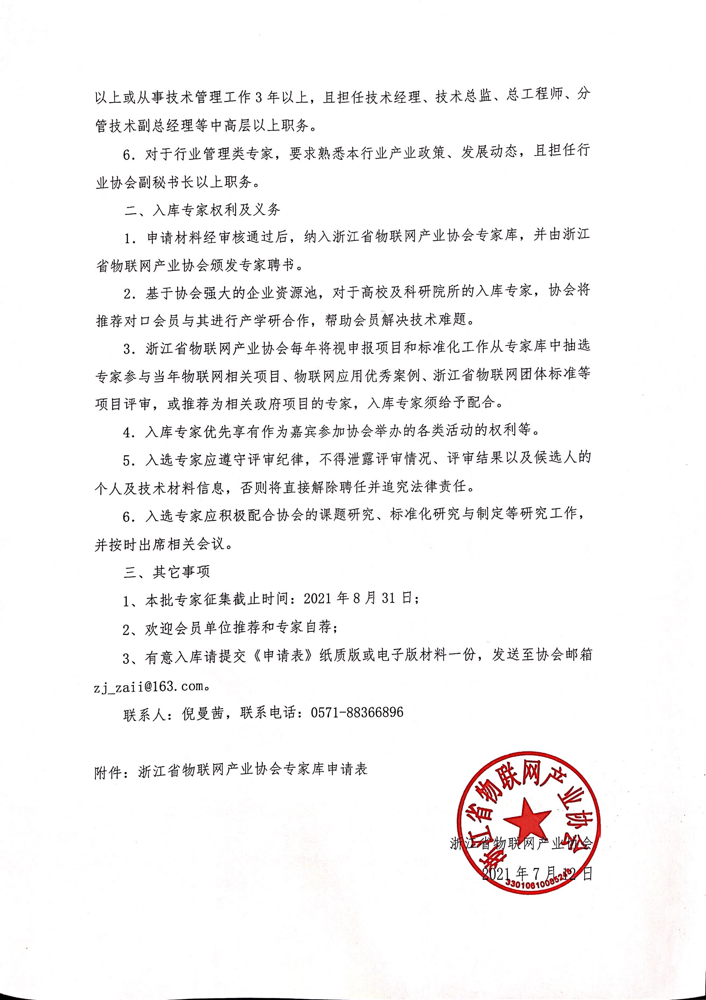 以上或从事技术管理工作 3 年以上，且担任技术经理、技术总监、总工程师、分
管技术副总经理等中高层以上职务。
6. 对于行业管理类专家，要求熟悉本行业产业政策、发展动态，且担任行
业协会副秘书长以上职务。
二、入库专家权利及义务
1. 申请材料经审核通过后，纳入浙江省物联网产业协会专家库，并由浙江
省物联网产业协会颁发专家聘书。
2. 基于协会强大的企业资源池，对于高校及科研院所的入库专家，协会将
推荐对口会员与其进行产学研合作，帮助会员解决技术难题。
3. 浙江省物联网产业协会每年将视申报项目和标准化工作从专家库中抽选
专家参与当年物联网相关项目、物联网应用优秀案例、浙江省物联网团体标准等
项目评审，或推荐为相关政府项目的专家，入库专家须给予配合。
4. 入库专家优先享有作为嘉宾参加协会举办的各类活动的权利等。
5. 入选专家应遵守评审纪律，不得泄露评审情况、评审结果以及候选人的
个人及技术材料信息，否则将直接解除聘任并追究法律责任。
6. 入选专家应积极配合协会的课题研究、标准化研究与制定等研究工作，
并按时出席相关会议。
三、其它事项
1、本批专家征集截止时间：2021 年 8 月 31 日；
2、欢迎会员单位推荐和专家自荐；
3、有意入库请提交《申请表》纸质版或电子版材料一份，发送至协会邮箱
zj_zaii@163.com。
联系人：倪曼茜，联系电话：0571-88366896
附件：浙江省物联网产业协会专家库申请表
浙江省物联网产业协会
浙江省物联网产业协会
2021 年 7 月 12 日
33010610085248